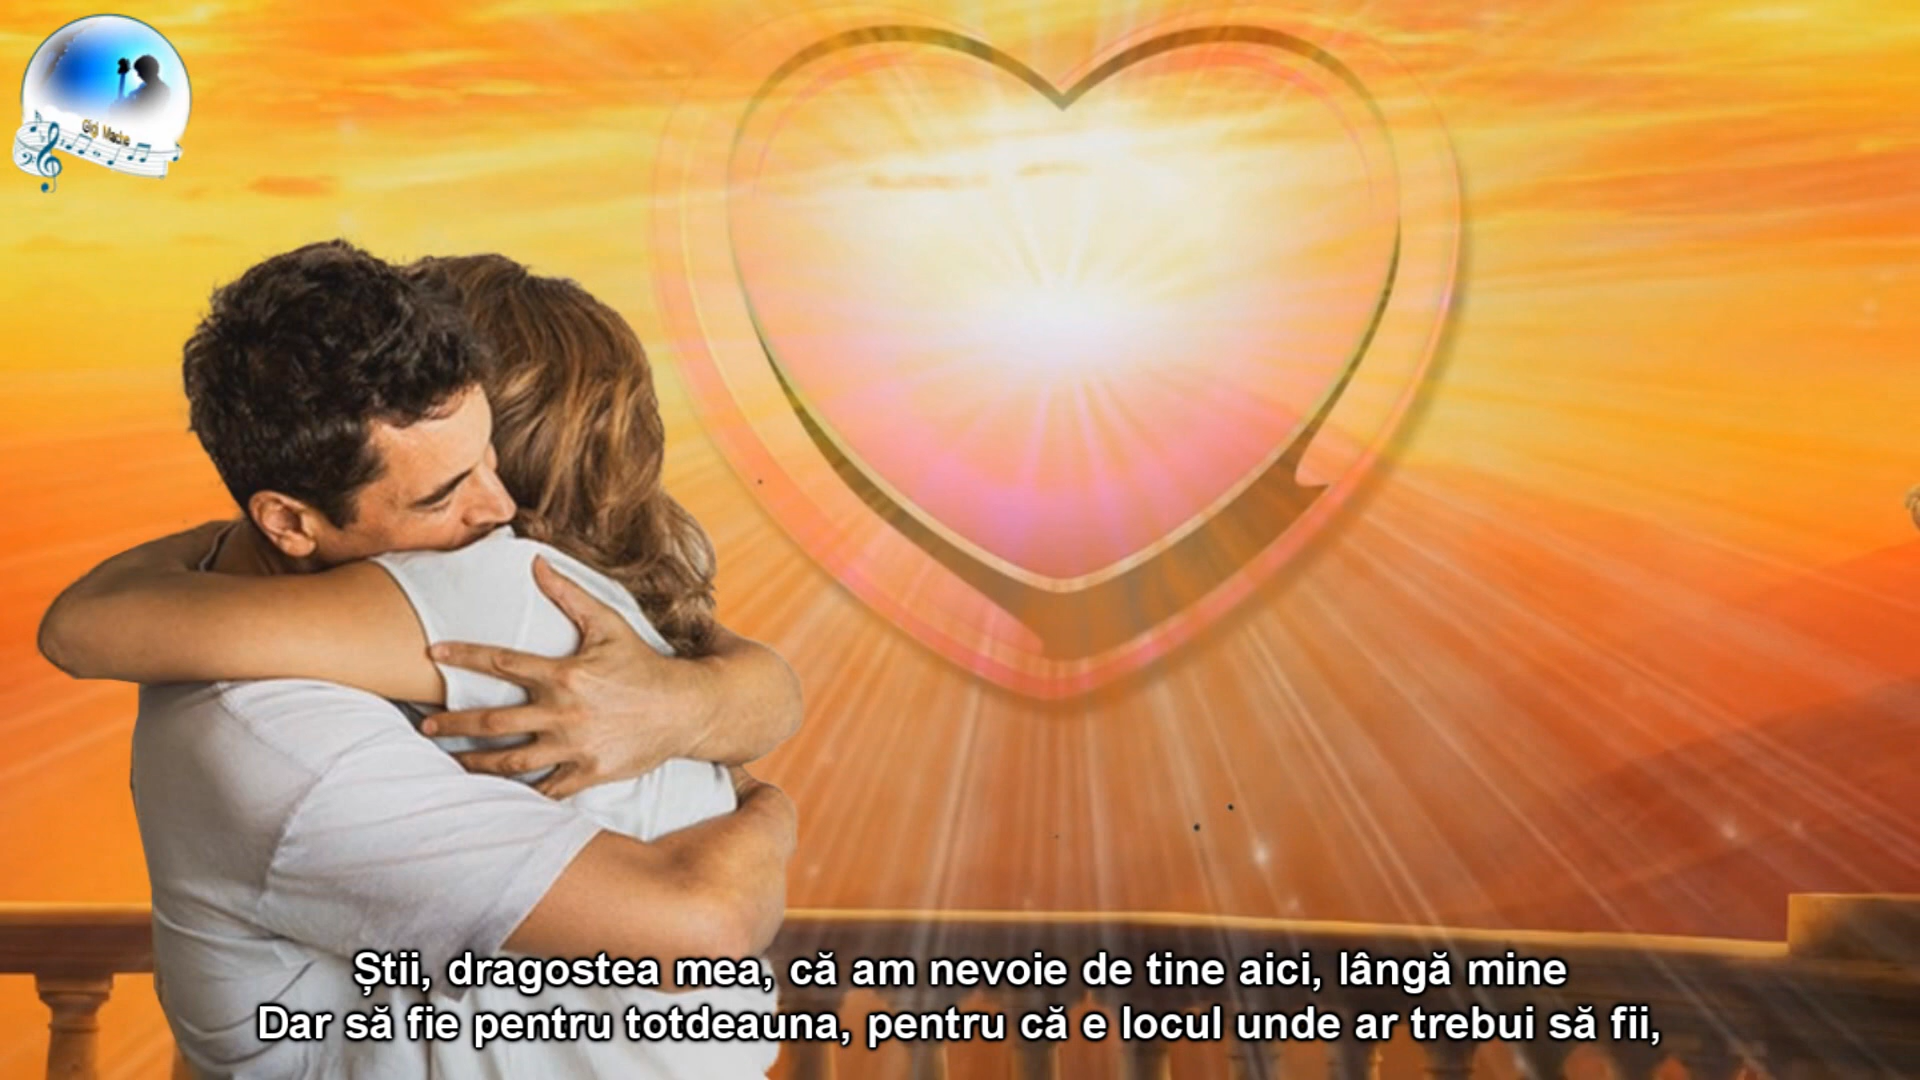 Știi, dragostea mea, că am nevoie de tine aici, lângă mine
Dar să fie pentru totdeauna, pentru că e locul unde ar trebui să fii,